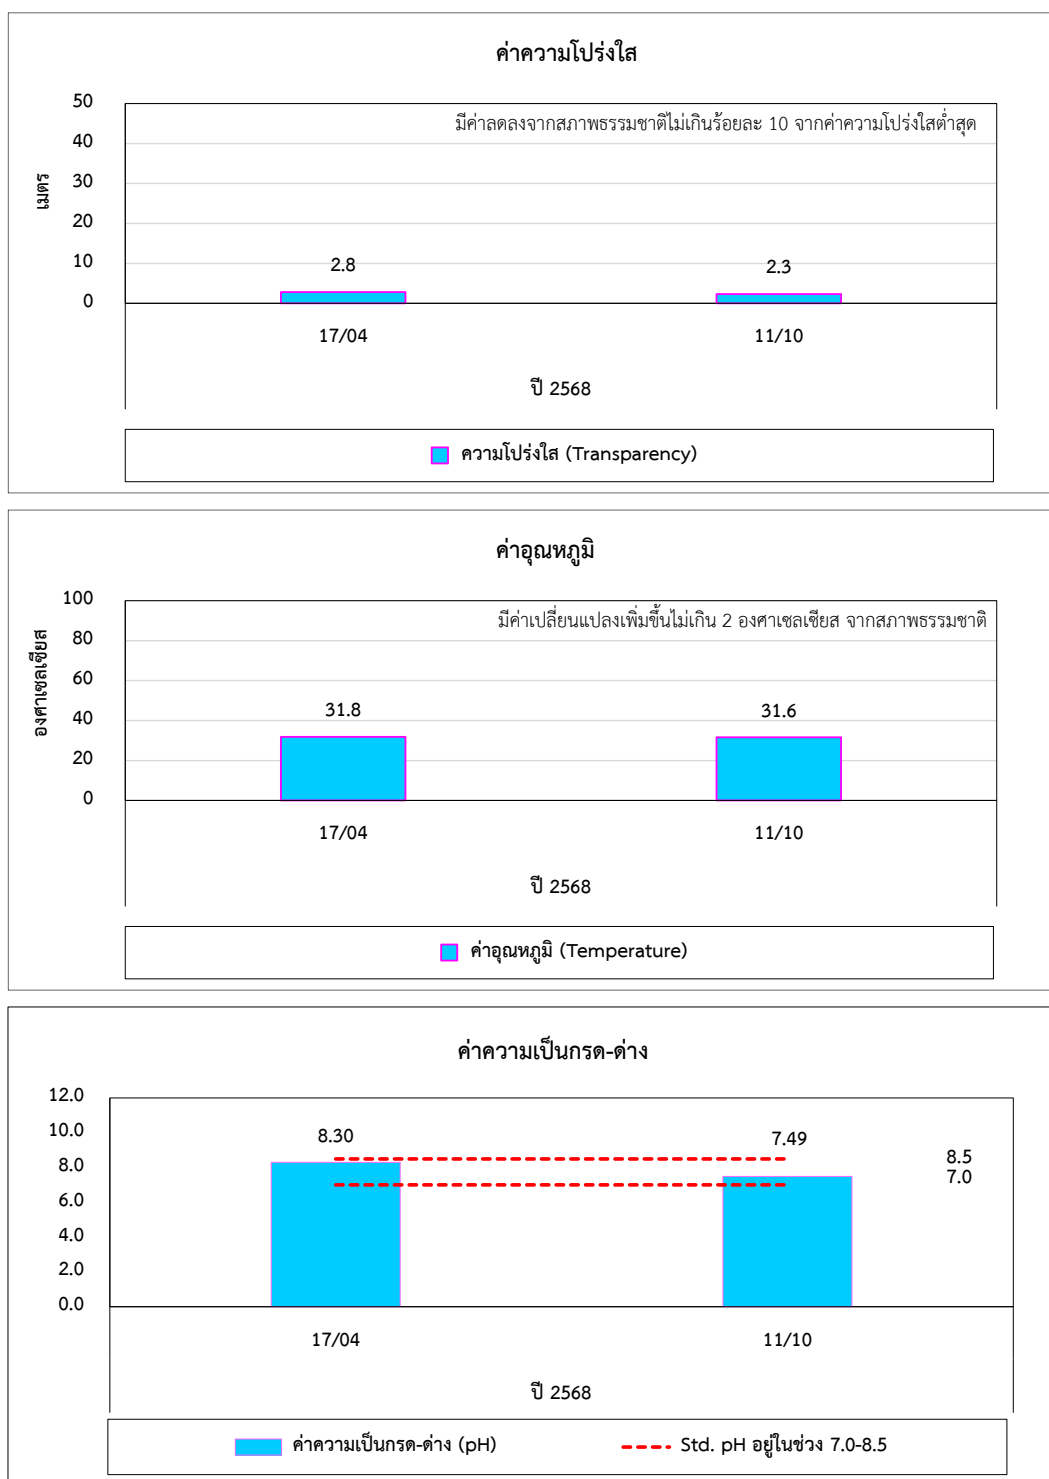 ค่าความโปร่งใส
มีค่าลดลงจากสภาพธรรมชาติไม่เกินร้อยละ 10 จากค่าความโปร่งใสต่ำสุด
เมตร
50
40
30
20
10
0
2.8
2.3
17/04
11/10
ปี 2568
ความโปร่งใส (Transparency)
ค่าอุณหภูมิ
มีค่าเปลี่ยนแปลงเพิ่มขึ้นไม่เกิน 2 องศาเซลเซียส จากสภาพธรรมชาติ
องศาเซลเซียส
100
80
60
40
20
0
31.8
31.6
17/04
11/10
ปี 2568
ค่าอุณหภูมิ (Temperature)
ค่าความเป็นกรด-ด่าง
12.0
10.0
8.0
6.0
4.0
2.0
0.0
8.30
7.49
8.5
7.0
17/04
11/10
ปี 2568
ค่าความเป็นกรด-ด่าง (pH)
Std. pH อยู่ในช่วง 7.0-8.5